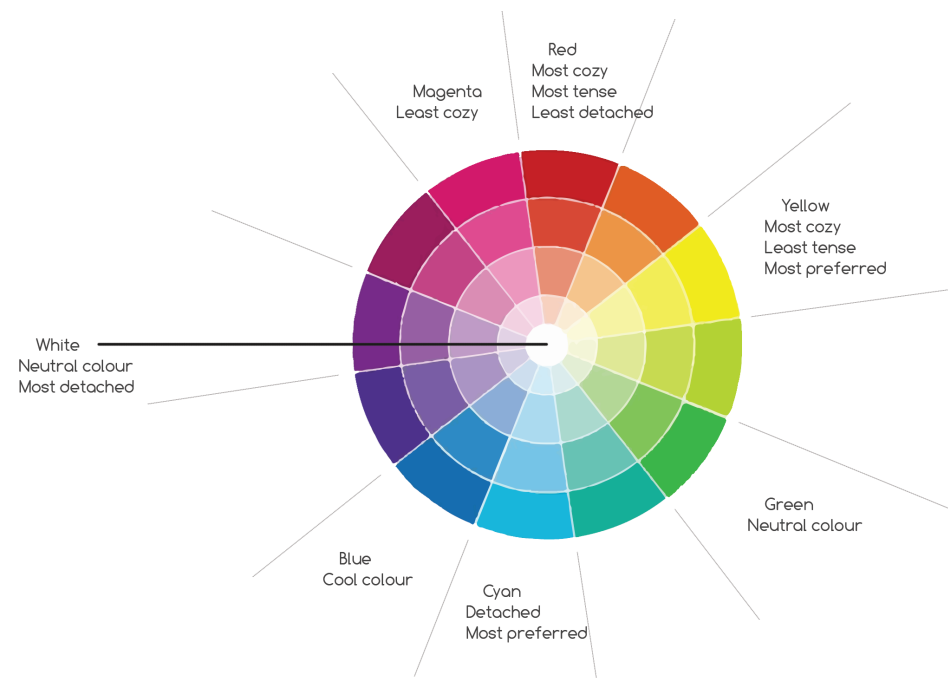 Red
Most cozy
Most tense
Least detached
Magenta
Least cozy
Yellow
Most cozy
Least tense
Most preferred
White
Neutral colour
Most detached
Green
Neutral colour
Blue
Cool colour
Cyan
Detached
Most preferred